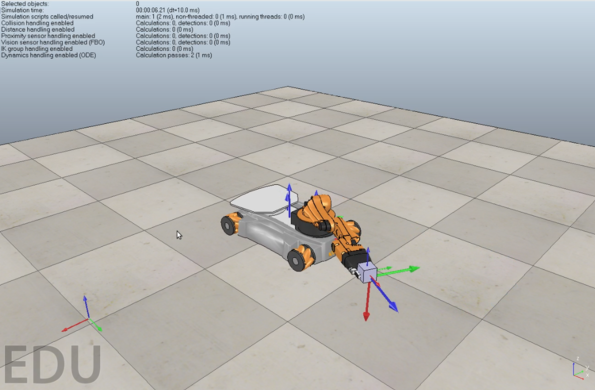 Selected objects: 0
Simulation time: 00:00:06.21 (dt=10.0 ms)
Simulation scripts called/resumed main: 1 (2 ms), non-threaded: 0 (1 ms), running threads: 0 (0 ms)
Collision handling enabled Calculations: 0, detections: 0 (0 ms)
Distance handling enabled Calculations: 0 (0 ms)
Proximity sensor handling enabled Calculations: 0, detections: 0 (0 ms)
Vision sensor handling enabled (FBO) Calculations: 0, detections: 0 (0 ms)
IK group handling enabled Calculations: 0 (0 ms)
Dynamics handling enabled (ODE) Calculation passes: 2 (1 ms)
EDU